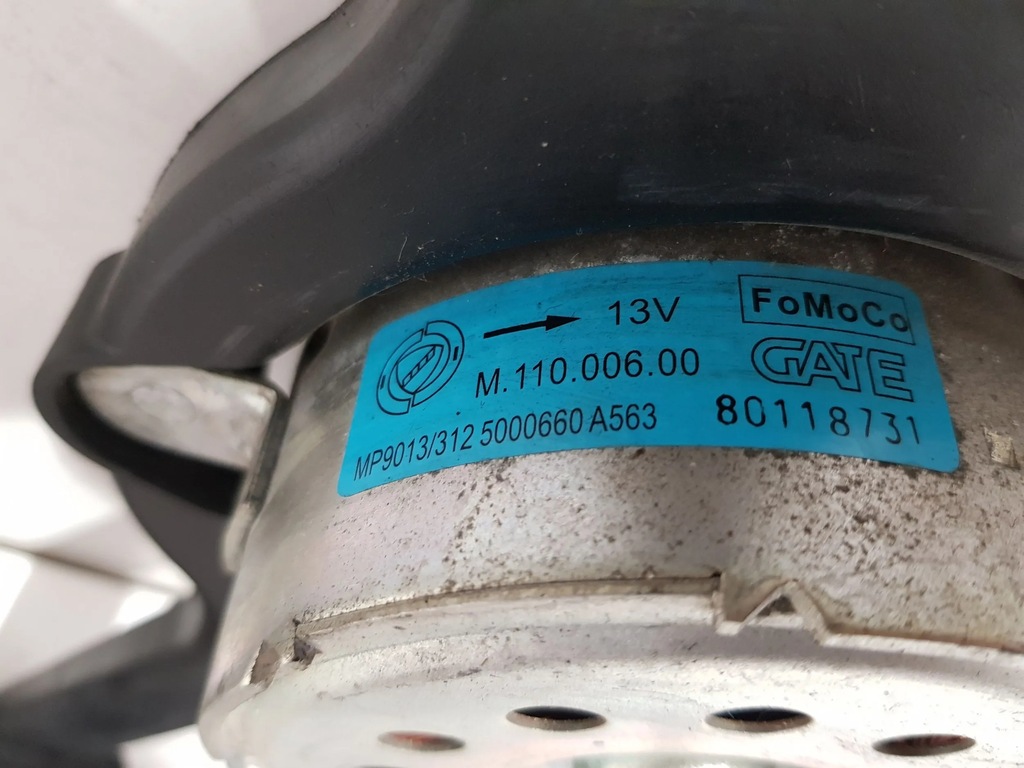 13V
FoMoCo
M.110.006.00
GATE
MP9013/312 5000660 A563
80118731